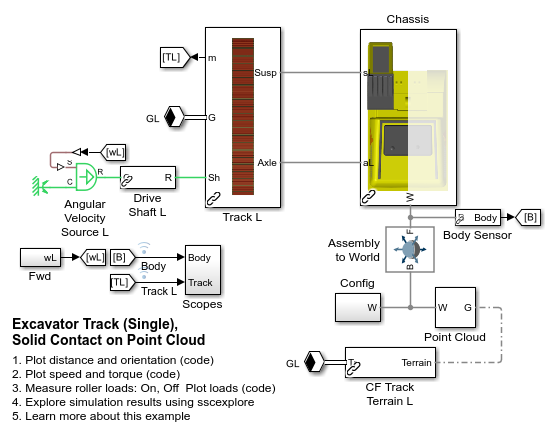 Chassis
[TL]
m
Susp
sL
GL
G
[wL]
S
C
R
R
Sh
Axle
aL
Angular
Velocity
Source L
Drive
Shaft L
Track L
W
B
Body
[B]
Body Sensor
F
Assembly
to World
B
wL
[wL]
Fwd
[B]
Body
[TL]
Track L
Body
Track
Scopes
Config
W
W
G
Point Cloud
Excavator Track (Single),
Solid Contact on Point Cloud
1. Plot distance and orientation (code)
2. Plot speed and torque (code)
3. Measure roller loads: On, Off  Plot loads (code)
4. Explore simulation results using sscexplore
5. Learn more about this example
GL
T
Terrain
CF Track
Terrain L